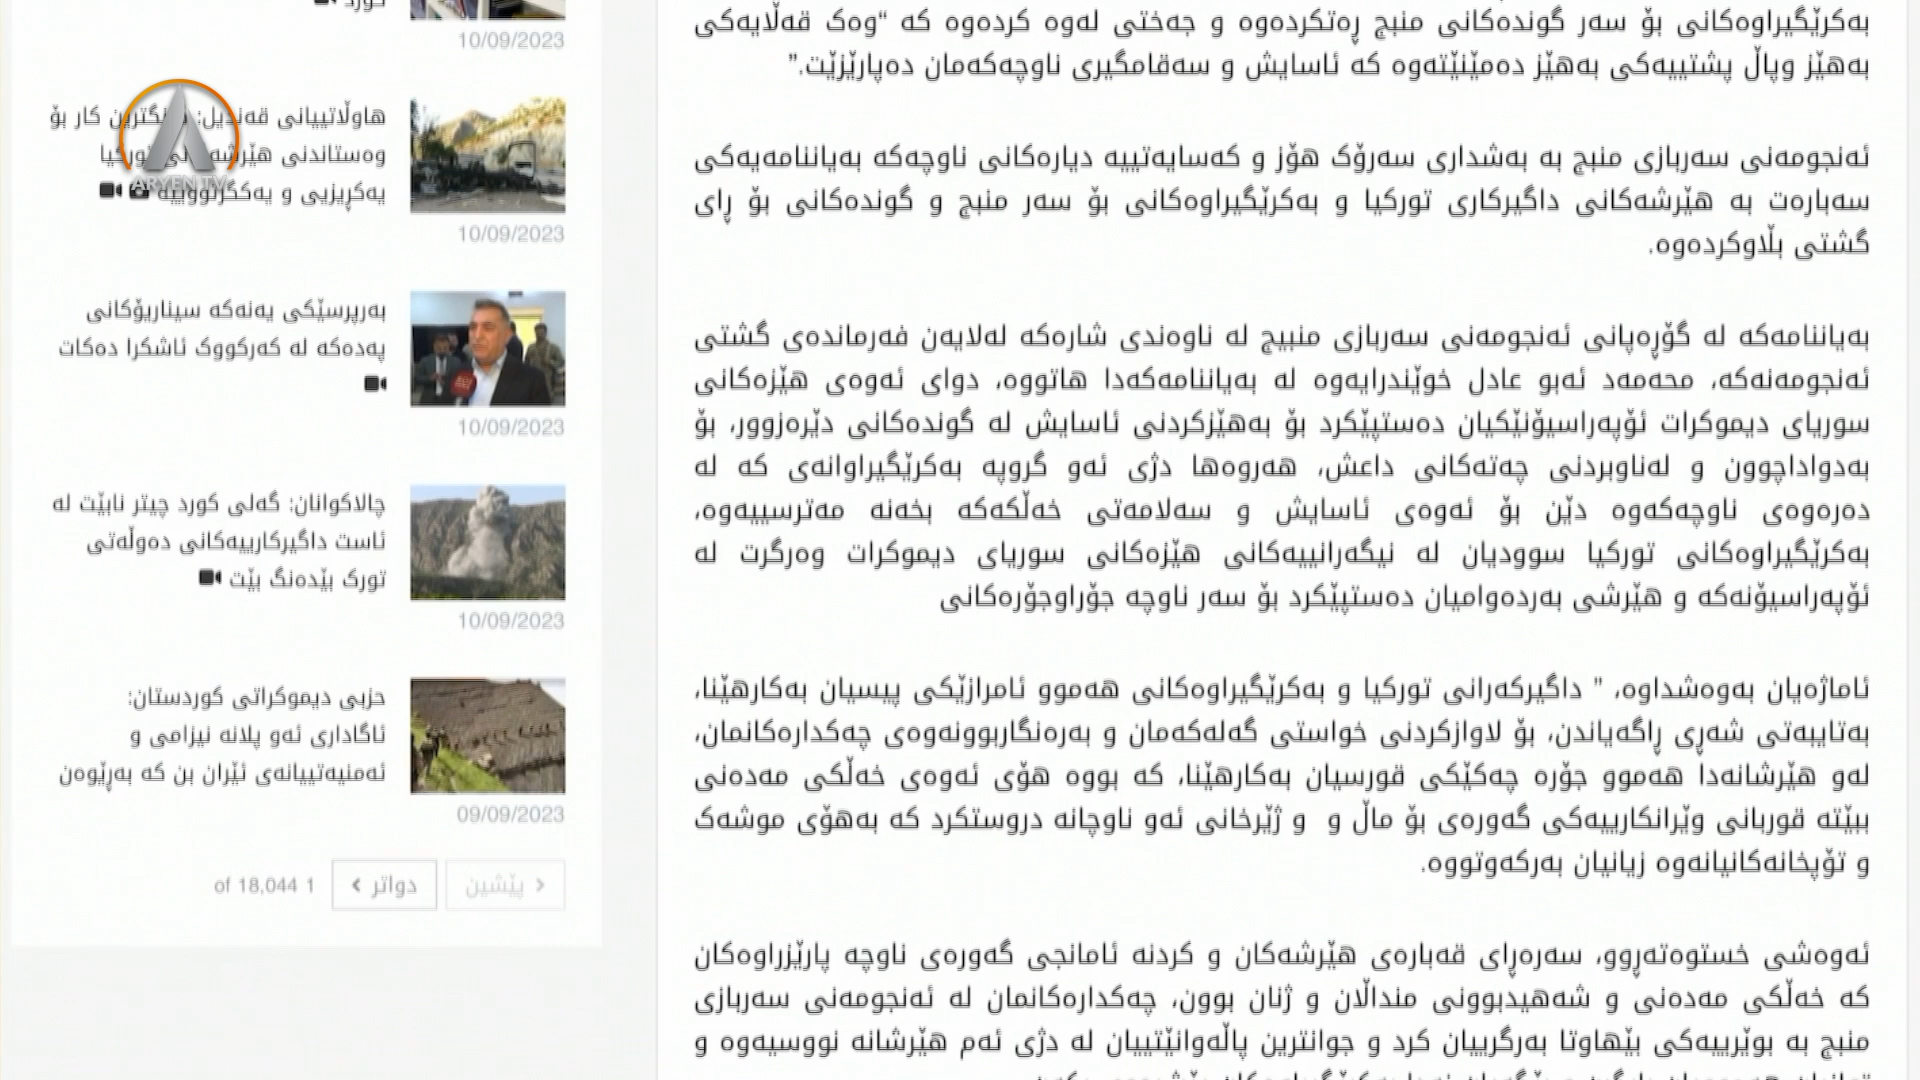 بەکرێگیراوەکانی بۆ سەر گوندەکانی منبج ڕەتکردەوە و جەختی لەوە کردەوە کە “وەک قەڵایەکی
بەهێز وپاڵ پشتییەکی بەهێز دەمێنێتەوە کە ئاسایش و سەقامگیری ناوچەکەمان دەپارێزێت.”
ئەنجومەنی سەربازی منبج بە بەشداری سەرۆک هۆز و کەسایەتییە دیارەکانی ناوچەکە بەیاننامەیەکی
سەبارەت بە هێرشەکانی داگیرکاری تورکیا و بەکرێگیراوەکانی بۆ سەر منبج و گوندەکانی بۆ ڕای
گشتی بڵاوکردەوە.
بەیاننامەکە لە گۆڕەپانی ئەنجومەنی سەربازی منبیج لە ناوەندی شارەکە لەلایەن فەرماندەی گشتی
ئەنجومەنەکە، محەمەد ئەبو عادل خوێندرایەوە لە بەیاننامەکەدا هاتووە، دوای ئەوەی هێزەکانی
سوریای دیموکرات ئۆپەراسیۆنێکیان دەستپێکرد بۆ بەهێزکردنی ئاسایش لە گوندەکانی دێرەزوور، بۆ
بەدواداچوون و لەناوبردنی چەتەکانی داعش، هەروەها دژی ئەو گروپە بەکرێگیراوانەی کە لە
دەرەوەی ناوچەکەوە دێن بۆ ئەوەی ئاسایش و سەلامەتی خەڵکەکە بخەنە مەترسییەوە،
بەکرێگیراوەکانی تورکیا سوودیان لە نیگەرانییەکانی هێزەکانی سوریای دیموکرات وەرگرت لە
ئۆپەراسیۆنەکە و هێرشی بەردەوامیان دەستپێکرد بۆ سەر ناوچە جۆراوجۆرەکانی
ئاماژەیان بەوەشداوە، ” داگیرکەرانی تورکیا و بەکرێگیراوەکانی هەموو ئامرازێکی پیسیان بەکارهێنا،
بەتایبەتی شەڕی ڕاگەیاندن، بۆ لاوازکردنی خواستی گەلەکەمان و بەرەنگاربوونەوەی چەکدارەکانمان،
لەو هێرشانەدا هەموو جۆرە چەکێکی قورسیان بەکارهێنا، کە بووە هۆی ئەوەی خەڵکی مەدەنی
ببێتە قوربانی وێرانکارییەکی گەورەی بۆ ماڵ و  و ژێرخانی ئەو ناوچانە دروستکرد کە بەهۆی موشەک
و تۆپخانەکانیانەوە زیانیان بەرکەوتووە.
ئەوەشی خستوەتەڕوو، سەرەڕای قەبارەی هێرشەکان و کردنە ئامانجی گەورەی ناوچە پارێزراوەکان
کە خەڵکی مەدەنی و شەهیدبوونی منداڵان و ژنان بوون، چەکدارەکانمان لە ئەنجومەنی سەربازی
منبج بە بوێرییەکی بێهاوتا بەرگرییان کرد و جوانترین پاڵەوانێتییان لە دژی ئەم هێرشانە نووسیەوە و
کورد
10/09/2023
هاوڵاتییانی قەندیل: کار بۆ
وەستاندنی تورکیا
یەکڕیزیی و یەکگرتووییە
ARYEN TV
10/09/2023
بەرپرسێکی یەنەکە سیناریۆکانی
پەدەکە لە کەرکووک ئاشکرا دەکات
10/09/2023
چالاکوانان: گەلی کورد چیتر نابێت لە
ئاست داگیرکارییەکانی دەوڵەتی
تورک بێدەنگ بێت
10/09/2023
حزبی دیموکراتی کوردستان:
ئاگاداری ئەو پلانە نیزامی و
ئەمنیەتییانەی ئێران بن کە بەڕێوەن
09/09/2023
پێشین
دواتر
1 of 18,044